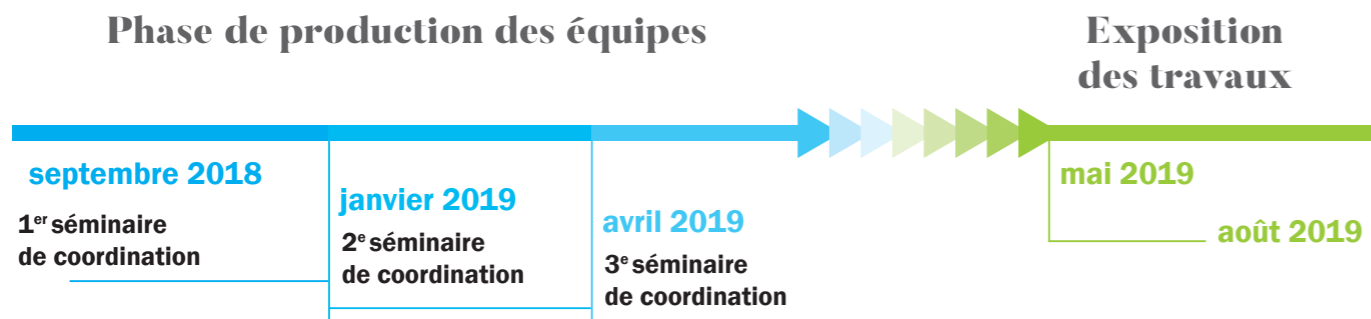 Phase de production des équipes
Exposition
des travaux
septembre 2018
1er séminaire
de coordination
janvier 2019
2e séminaire
de coordination
avril 2019
3e séminaire
de coordination
mai 2019
août 2019